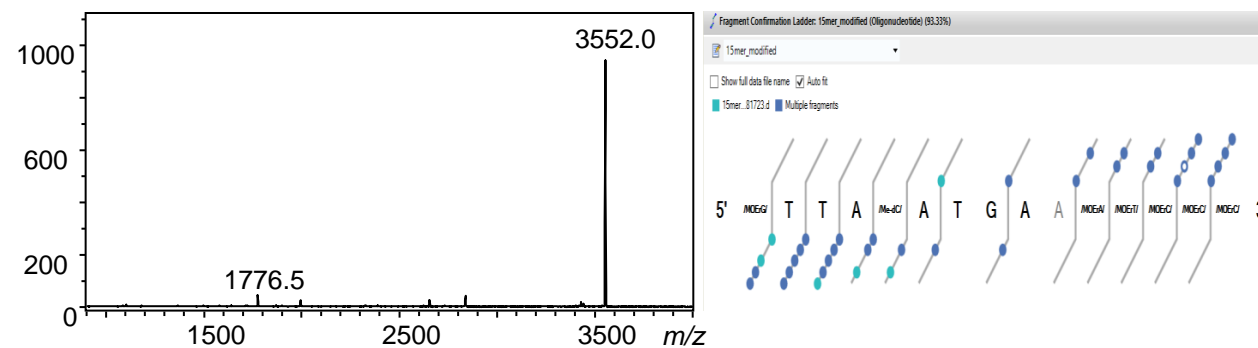 1000
600
400
200
0
3552.0
1776.5
1500
2500
3500
m/z
Fragment Confirmation Ladder: 15mer_modified (Oligonucleotide) (93.33%)
15mer_modified
Show full data file name Auto fit
15mer...81723.d Multiple fragments
5' /MOErG/ T T A /Me-dC/ A T G A A /MOErA/ /MOErT/ /MOErC/ /MOErC/ /MOErC/ 3